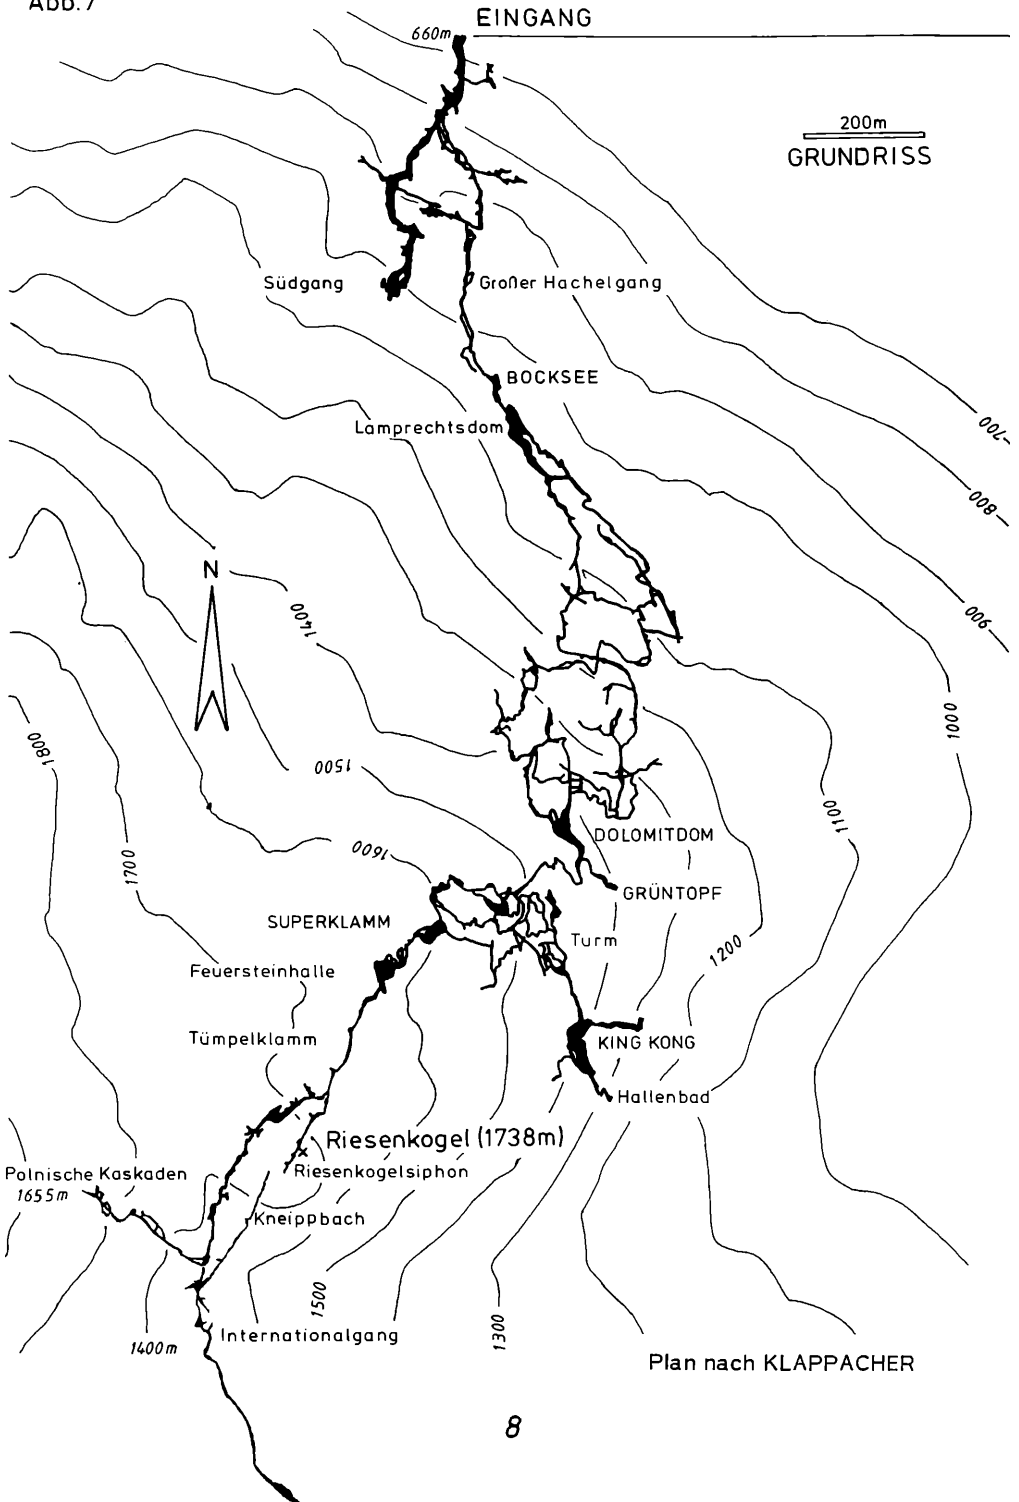 Abb.7
EINGANG
660m
200m
GRUNDRISS
Südgang
Großer Hachelgang
BOCKSEE
Lamprechtsdom
700
800
N
1400
900
1000
1800
1500
1100
DOLOMITDOM
1600
1700
GRÜNTOPF
SUPERKLAMM
Turm
1200
Feuersteinhalle
Tümpelklamm
KING KONG
Hallenbad
Riesenkogel (1738m)
Polnische Kaskaden
1655m
Riesenkogelsiphon
Kneippbach
1500
1300
Internationalgang
1400m
Plan nach KLAPPACHER
8